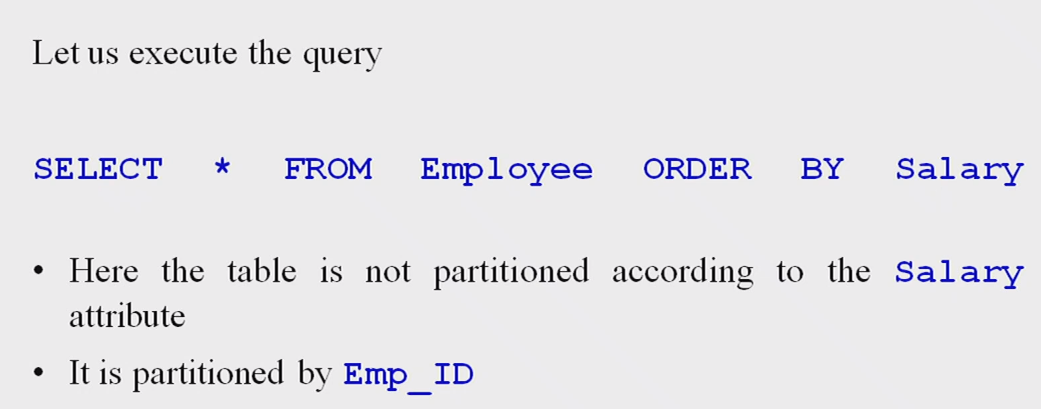 Let us execute the query
SELECT * FROM Employee ORDER BY Salary
• Here the table is not partitioned according to the Salary
attribute
• It is partitioned by Emp_ID